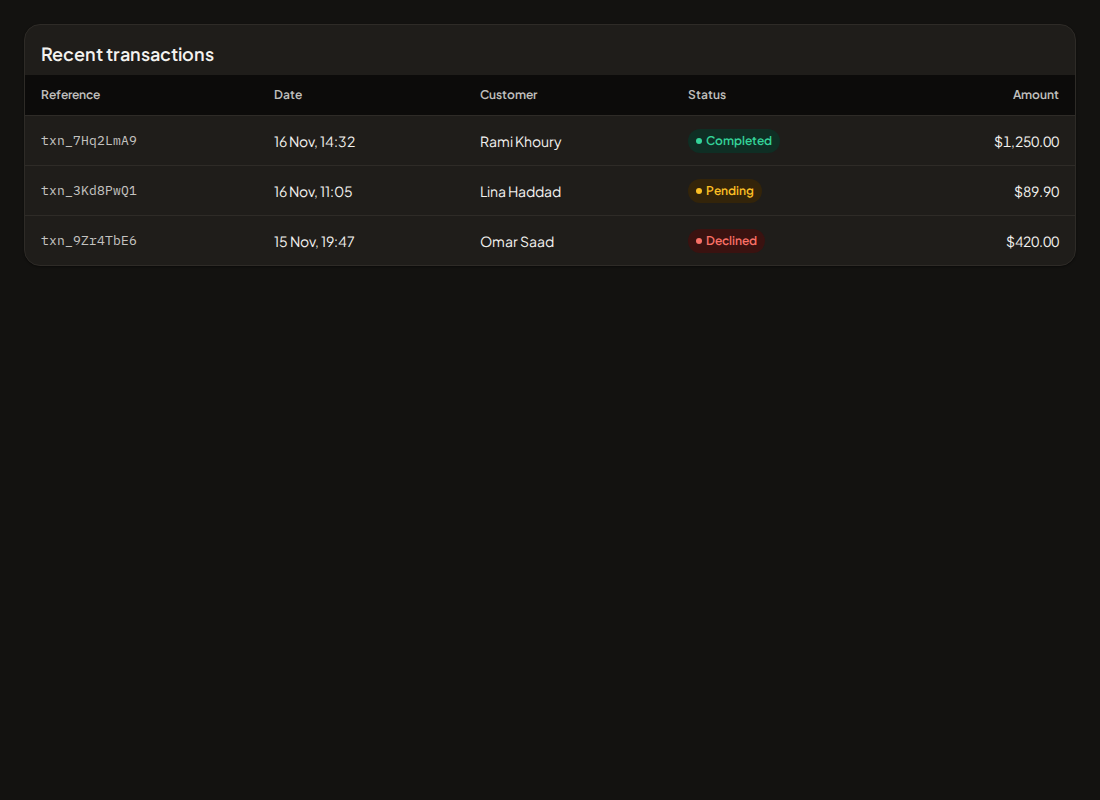 Recent transactions
Reference Date Customer Status Amount
txn_7Hq2LmA9 16 Nov, 14:32 Rami Khoury Completed $1,250.00
txn_3Kd8PwQ1 16 Nov, 11:05 Lina Haddad Pending $89.90
txn_9Zr4TbE6 15 Nov, 19:47 Omar Saad Declined $420.00